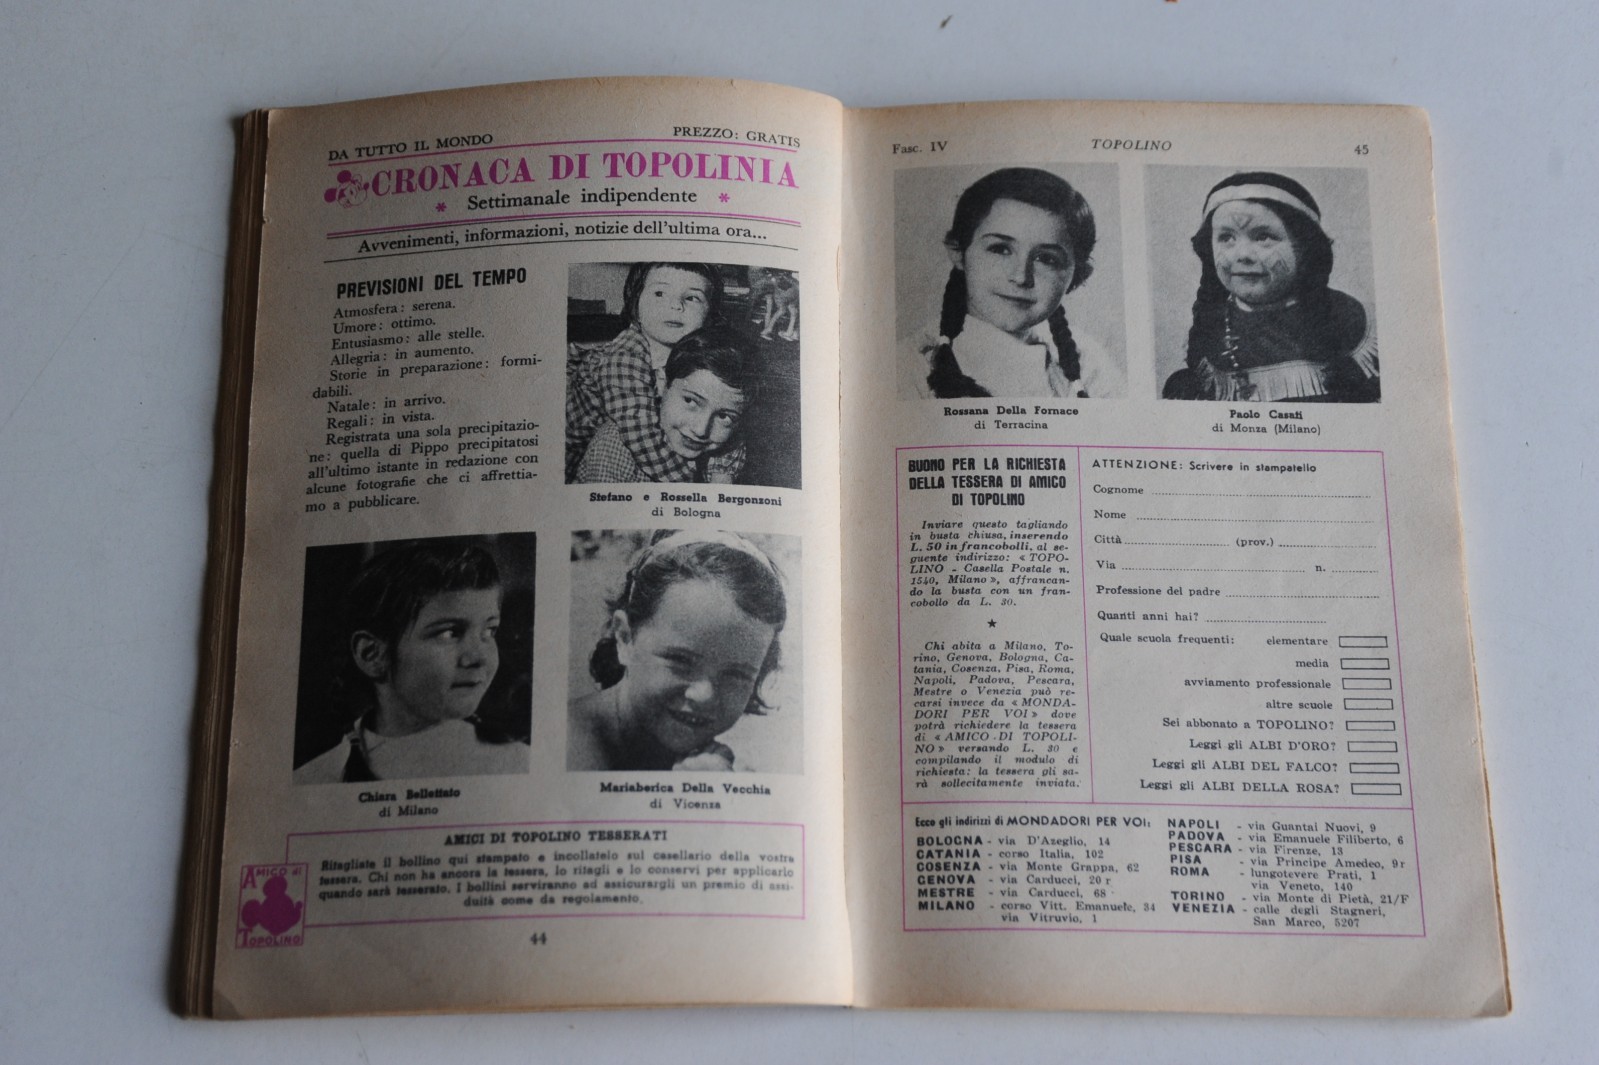 DA TUTTO IL MONDO
PREZZO: GRATIS
CRONACA DI TOPOLINIA
* Settimanale indipendente *
Avvenimenti, informazioni, notizie dell'ultima ora...
PREVISIONI DEL TEMPO
Atmosfera: serena.
Umore: ottimo.
Entusiasmo: alle stelle.
Allegria: in aumento.
Storie in preparazione: formi-
dabili.
Natale: in arrivo.
Regali: in vista.
Registrata una sola precipitazio-
ne: quella di Pippo precipitatosi
all'ultimo istante in redazione con
alcune fotografie che ci affrettia-
mo a pubblicare.
Stefano e Rossella Bergonzoni
di Bologna
Chiara Bellettato
di Milano
Mariaberica Della Vecchia
di Vicenza
AMICI DI TOPOLINO TESSERATI
Ritagliate il bollino qui stampato e incollatelo sul casellario della vostra
tessera. Chi non ha ancora la tessera, lo ritagli e lo conservi per applicarlo
quando sarà tesserato. I bollini serviranno ad assicurargli un premio di assi-
duità come da regolamento.
AMICO di
TOPOLINO
44
Fasc. IV
TOPOLINO
45
Rossana Della Fornace
di Terracina
Paolo Casati
di Monza (Milano)
BUONO PER LA RICHIESTA
DELLA TESSERA DI AMICO
DI TOPOLINO
Inviare questo tagliando
in busta chiusa, inserendo
L. 50 in francobolli, al se-
guente indirizzo: « TOPO-
LINO - Casella Postale n.
1540, Milano », affrancan-
do la busta con un fran-
cobollo da L. 30.
★
Chi abita a Milano, To-
rino, Genova, Bologna, Ca-
tania, Cosenza, Pisa, Roma,
Napoli, Padova, Pescara,
Mestre o Venezia può re-
carsi invece da « MONDA-
DORI PER VOI » dove
potrà richiedere la tessera
di « AMICO DI TOPOLI-
NO » versando L. 30 e
compilando il modulo di
richiesta: la tessera gli sa-
rà sollecitamente inviata.
ATTENZIONE: Scrivere in stampatello
Cognome
Nome
Città (prov.)
Via n.
Professione del padre
Quanti anni hai?
Quale scuola frequenti: elementare
media
avviamento professionale
altre scuole
Sei abbonato a TOPOLINO?
Leggi gli ALBI D'ORO?
Leggi gli ALBI DEL FALCO?
Leggi gli ALBI DELLA ROSA?
Ecco gli indirizzi di MONDADORI PER VOI:
BOLOGNA - via D'Azeglio, 14
CATANIA - corso Italia, 102
COSENZA - via Monte Grappa, 62
GENOVA - via Carducci, 20 r
MESTRE - via Carducci, 68
MILANO - corso Vitt. Emanuele, 34
via Vitruvio, 1
NAPOLI - via Guantai Nuovi, 9
PADOVA - via Emanuele Filiberto, 6
PESCARA - via Firenze, 13
PISA - via Principe Amedeo, 9 r
ROMA - lungotevere Prati, 1
via Veneto, 140
TORINO - via Monte di Pietà, 21/F
VENEZIA - calle degli Stagneri,
San Marco, 5207